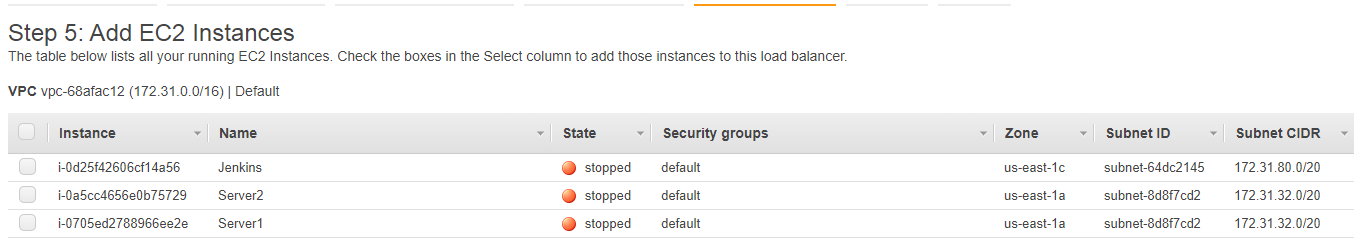 Step 5: Add EC2 Instances
The table below lists all your running EC2 Instances. Check the boxes in the Select column to add those instances to this load balancer.
VPC vpc-68afac12 (172.31.0.0/16) | Default
Instance Name State Security groups Zone Subnet ID Subnet CIDR
i-0d25f42606cf14a56 Jenkins stopped default us-east-1c subnet-64dc2145 172.31.80.0/20
i-0a5cc4656e0b75729 Server2 stopped default us-east-1a subnet-8d8f7cd2 172.31.32.0/20
i-0705ed2788966ee2e Server1 stopped default us-east-1a subnet-8d8f7cd2 172.31.32.0/20